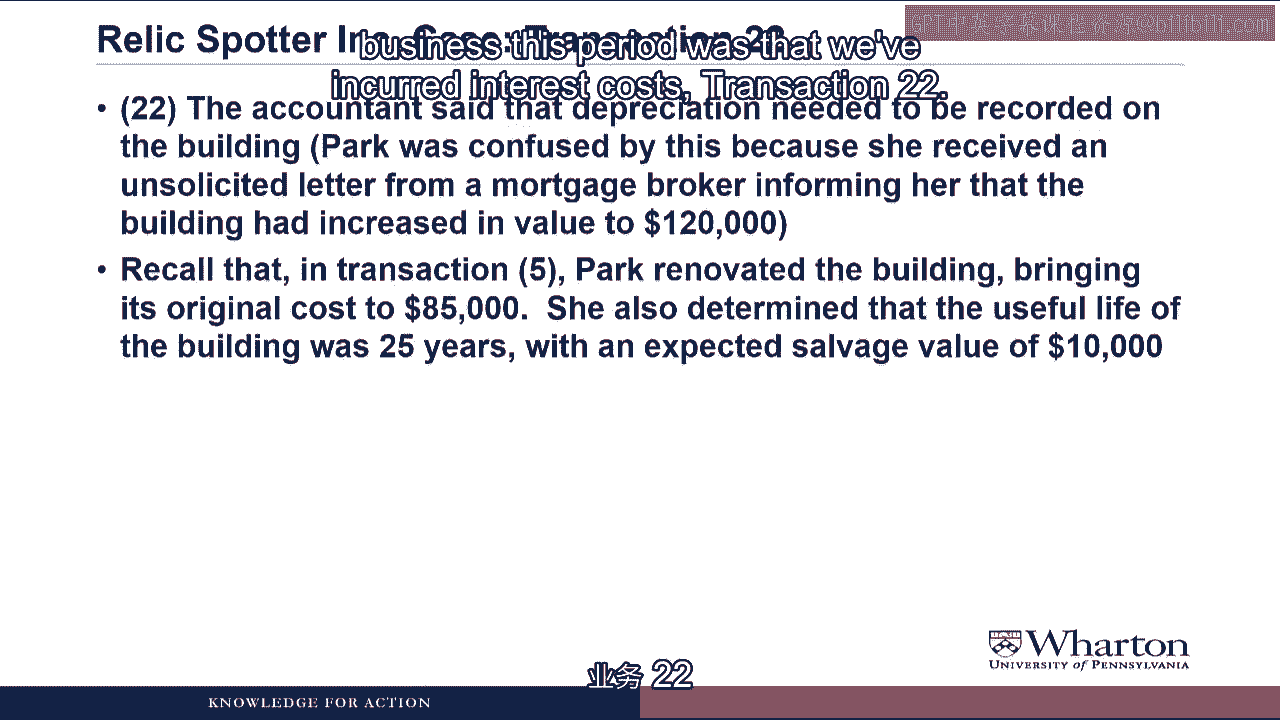 Relic Spotter Inc. Case: Transaction 22
business this period was that we've
incurred interest costs, Transaction 22.
• (22) The accountant said that depreciation needed to be recorded on
the building (Park was confused by this because she received an
unsolicited letter from a mortgage broker informing her that the
building had increased in value to $120,000)
• Recall that, in transaction (5), Park renovated the building, bringing
its original cost to $85,000. She also determined that the useful life of
the building was 25 years, with an expected salvage value of $10,000
Wharton
UNIVERSITY of PENNSYLVANIA
业务 22
KNOWLEDGE FOR ACTION